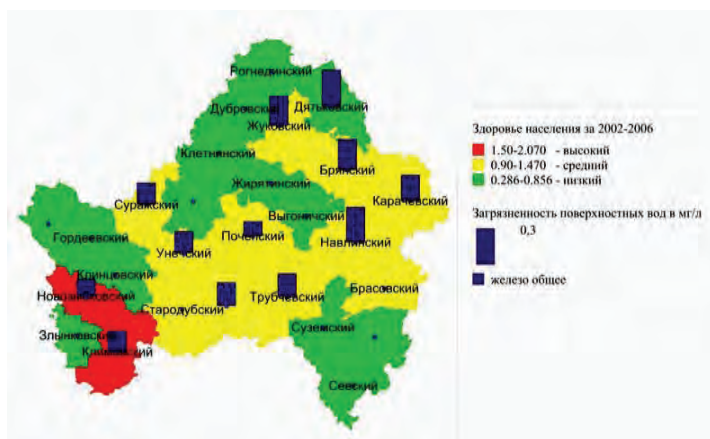 Рогнединский
Дубровский
Дятьковский
Жуковский
Клетнянский
Брянский
Жирятинский
Карачевский
Суражский
Выгоничский
Почепский
Навлинский
Гордеевский
Унечский
Клинцовский
Новозыбковский
Стародубский
Трубчевский
Брасовский
Злынковский
Климовский
Суземский
Севский
Здоровье населения за 2002-2006
1.50-2.070 - высокий
0.90-1.470 - средний
0.286-0.856 - низкий
Загрязненность поверхностных вод в мг/л
0,3
железо общее